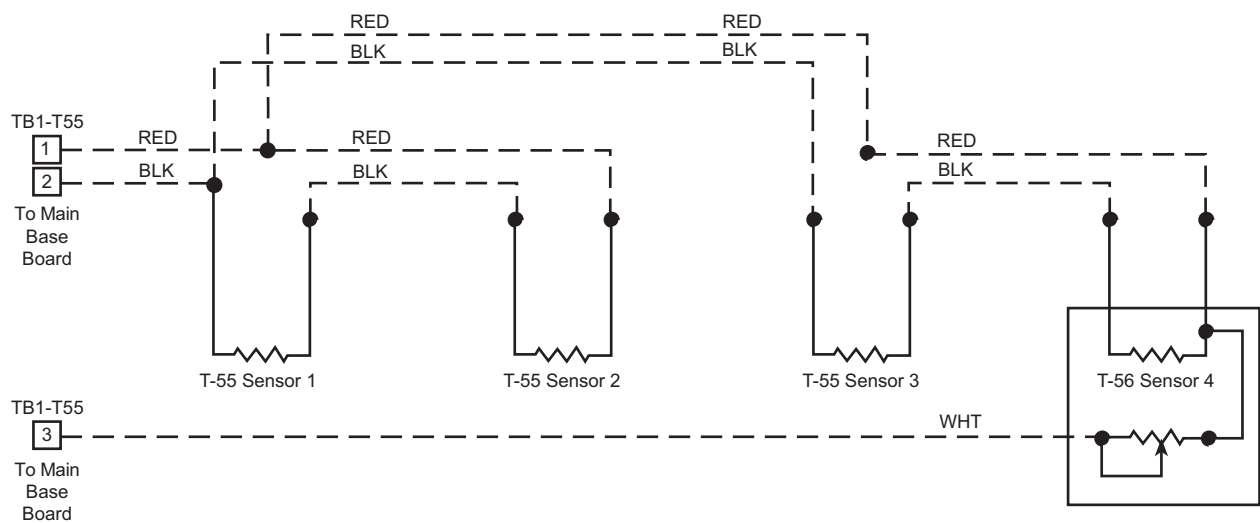 RED
RED
BLK
BLK
TB1-T55
1
RED
RED
RED
2
BLK
BLK
BLK
To Main
Base
Board
T-55 Sensor 1
T-55 Sensor 2
T-55 Sensor 3
T-56 Sensor 4
TB1-T55
3
WHT
To Main
Base
Board